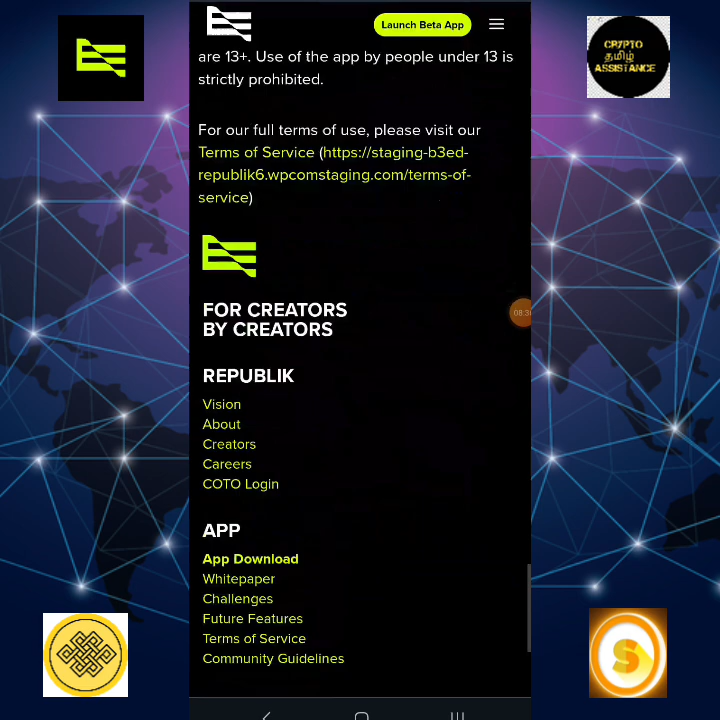 Launch Beta App
are 13+. Use of the app by people under 13 is
strictly prohibited.
For our full terms of use, please visit our
Terms of Service (https://staging-b3ed-
republik6.wpcomstaging.com/terms-of-
service)
FOR CREATORS
BY CREATORS
REPUBLIK
Vision
About
Creators
Careers
COTO Login
APP
App Download
Whitepaper
Challenges
Future Features
Terms of Service
Community Guidelines
CRYPTO
தமிழ்
ASSISTANCE
S